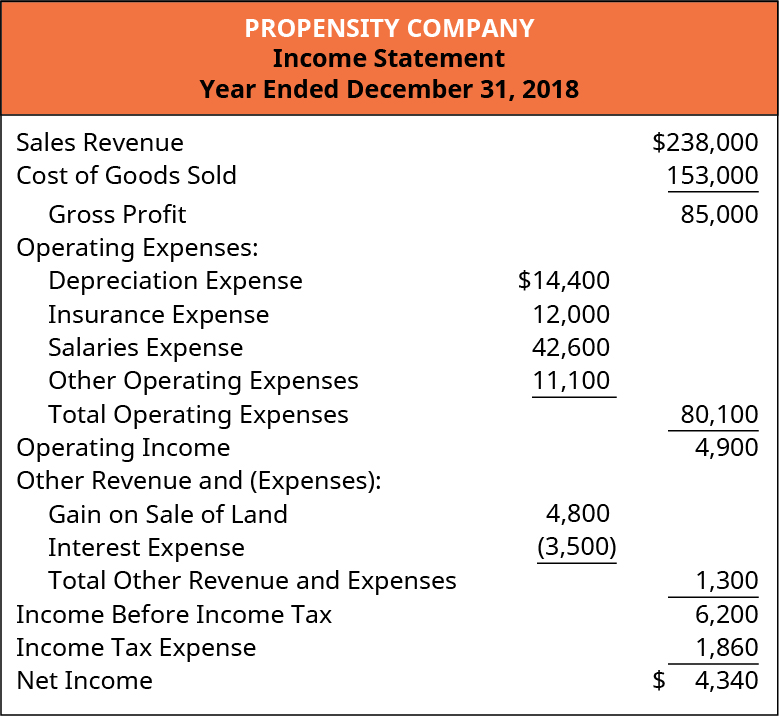 PROPENSITY COMPANY
Income Statement
Year Ended December 31, 2018
Sales Revenue $238,000
Cost of Goods Sold 153,000
Gross Profit 85,000
Operating Expenses:
Depreciation Expense $14,400
Insurance Expense 12,000
Salaries Expense 42,600
Other Operating Expenses 11,100
Total Operating Expenses 80,100
Operating Income 4,900
Other Revenue and (Expenses):
Gain on Sale of Land 4,800
Interest Expense (3,500)
Total Other Revenue and Expenses 1,300
Income Before Income Tax 6,200
Income Tax Expense 1,860
Net Income $ 4,340